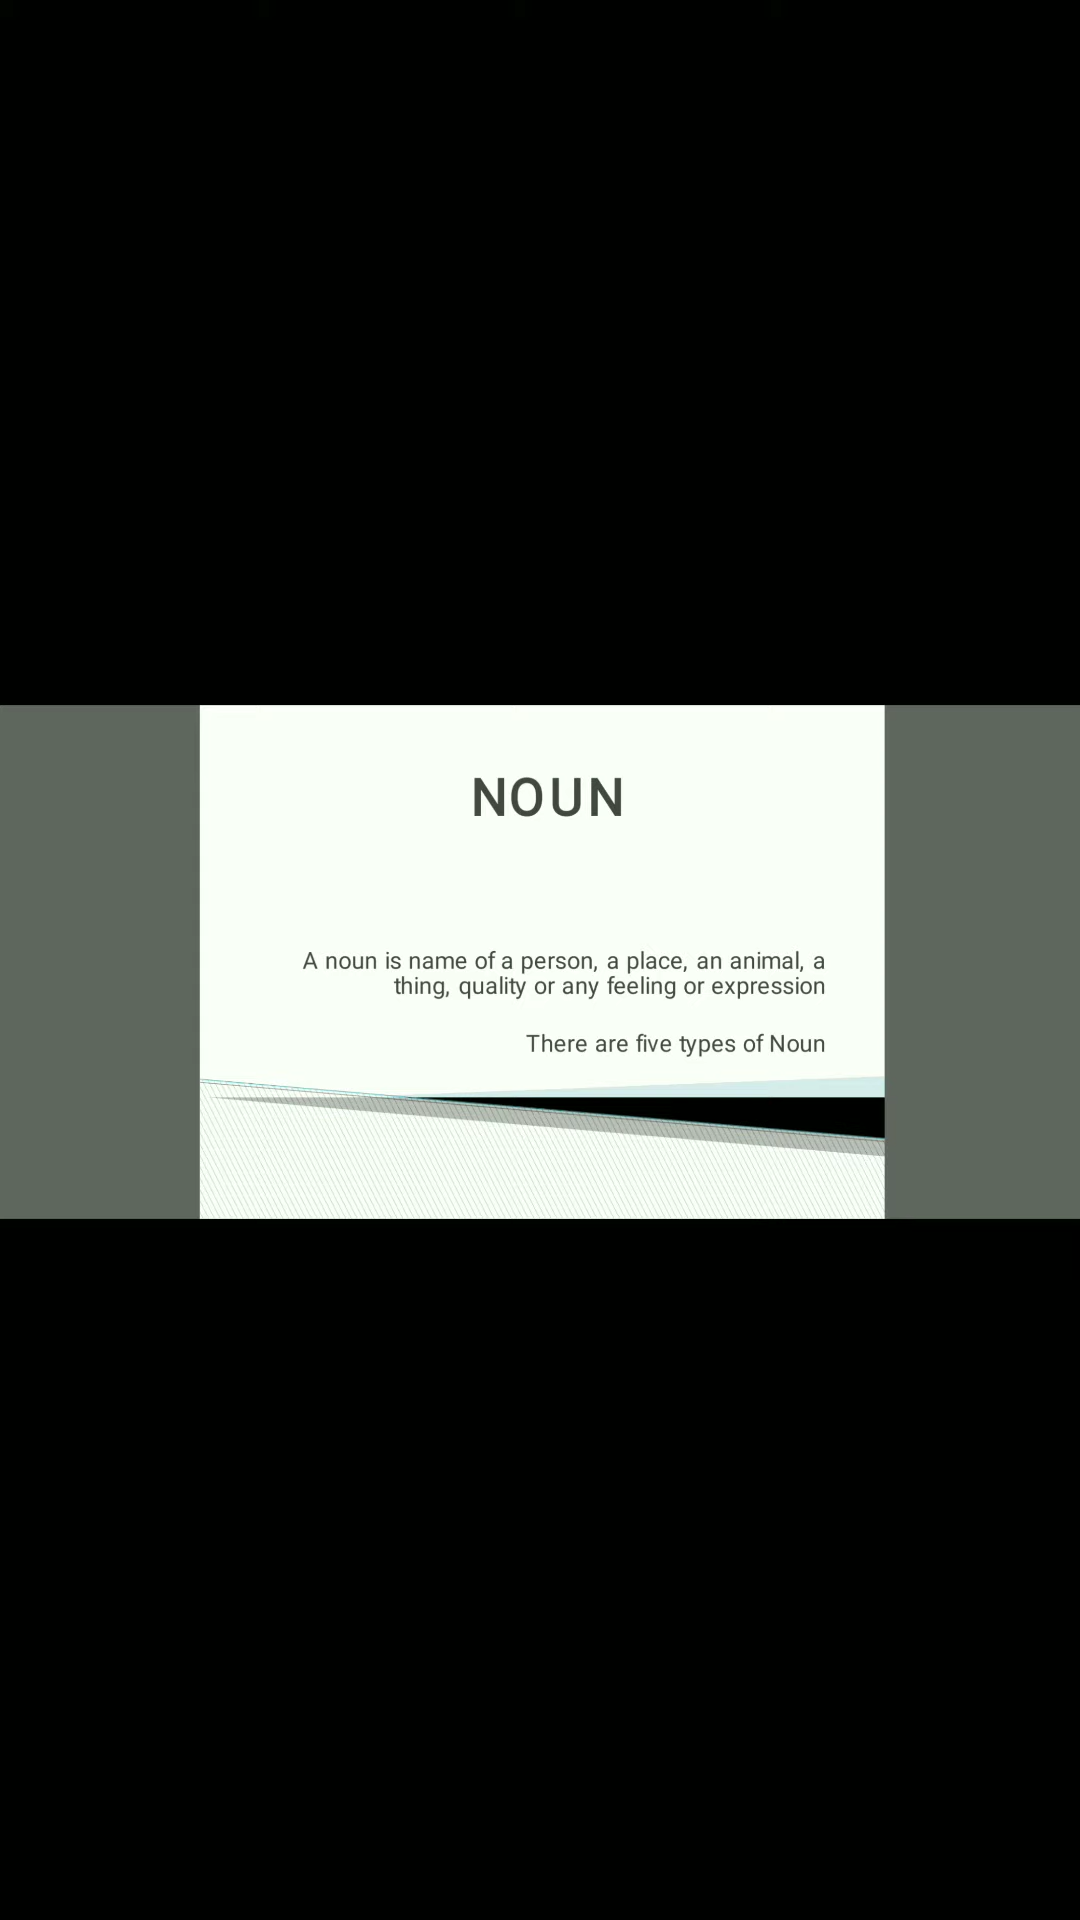 NOUN
A noun is name of a person, a place, an animal, a
thing, quality or any feeling or expression
There are five types of Noun